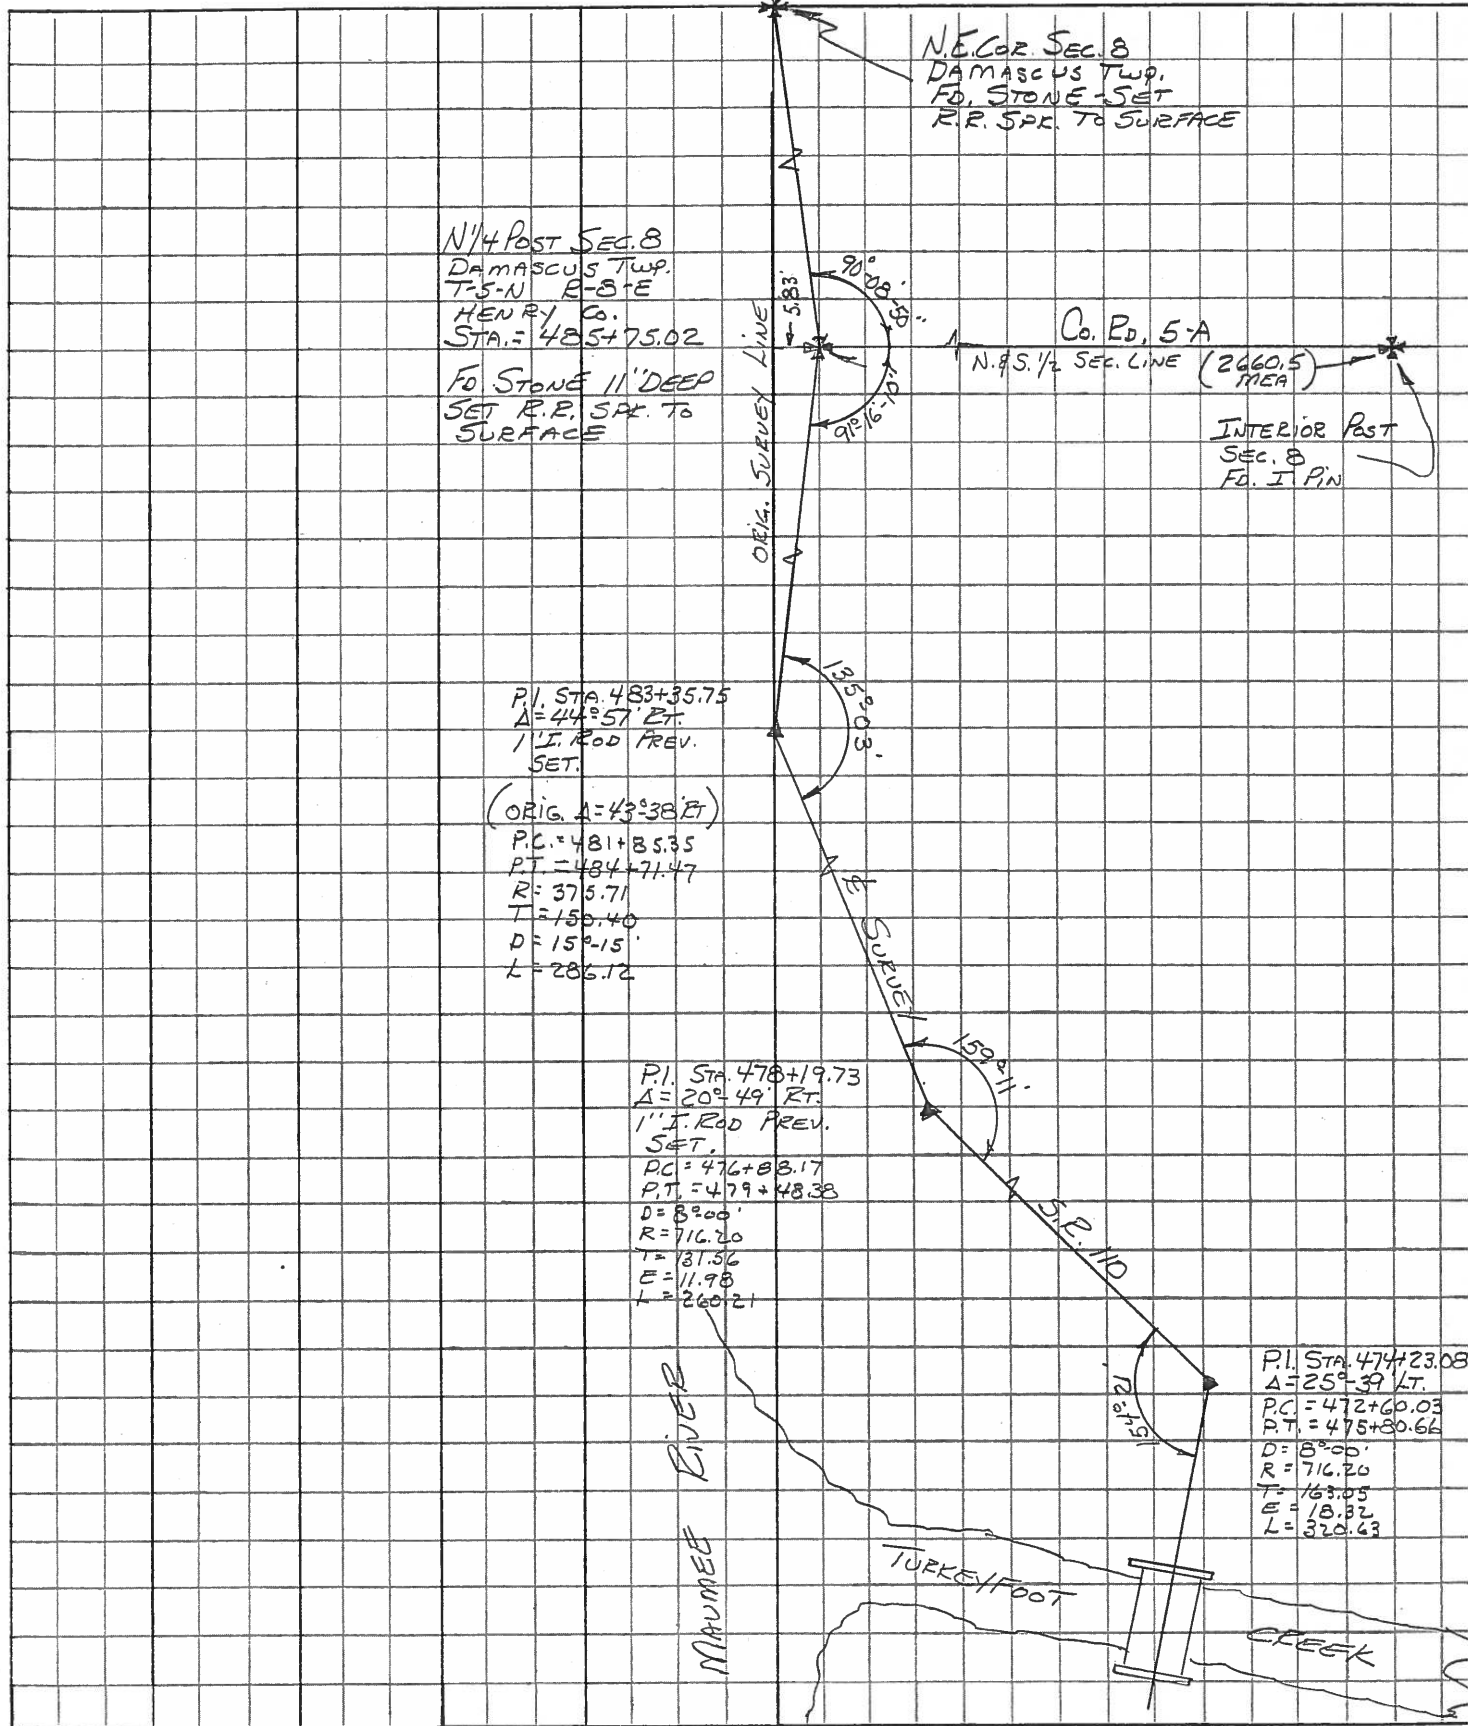 N.E. COR. SEC. 8
DAMASCUS TWP.
FD. STONE - SET
R.R. SPK. TO SURFACE
N 1/4 POST SEC. 8
DAMASCUS TWP.
T-5-N R-8-E
HENRY CO.
STA. = 485+75.02
FD STONE 11" DEEP
SET R.R. SPK. TO
SURFACE
ORIG. SURVEY LINE
5.83'
90°-08'-50"
91°-16'-10"
CO. RD. 5-A
N. & S. 1/2 SEC. LINE (2660.5
MEA)
INTERIOR POST
SEC. 8
FD. I. PIN
P.I. STA. 483+35.75
Δ = 44°-57' RT.
1" I. ROD PREV.
SET.
(ORIG. Δ = 43°-38' RT)
P.C. = 481+85.35
P.T. = 484+71.47
R = 375.71
T = 150.40
D = 15°-15'
L = 286.12
135°-03'
℄ SURVEY
159°-11'
P.I. STA. 478+19.73
Δ = 20°-49' RT.
1" I. ROD PREV.
SET.
P.C. = 476+88.17
P.T. = 479+48.38
D = 8°-00'
R = 716.20
T = 131.56
E = 11.98
L = 260.21
S.R. 110
154°-21'
P.I. STA. 474+23.08
Δ = 25°-39' LT.
P.C. = 472+60.03
P.T. = 475+80.66
D = 8°-00'
R = 716.20
T = 163.05
E = 18.32
L = 320.63
MAUMEE RIVER
TURKEYFOOT
CREEK